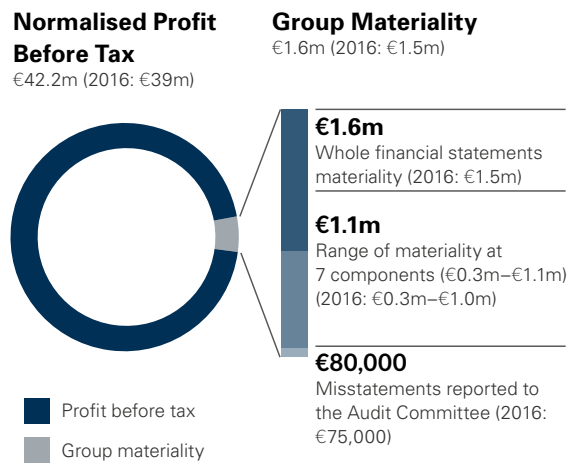 Normalised Profit
Before Tax
€42.2m (2016: €39m)
Group Materiality
€1.6m (2016: €1.5m)
€1.6m
Whole financial statements
materiality (2016: €1.5m)
€1.1m
Range of materiality at
7 components (€0.3m–€1.1m)
(2016: €0.3m–€1.0m)
€80,000
Misstatements reported to
the Audit Committee (2016:
€75,000)
Profit before tax
Group materiality